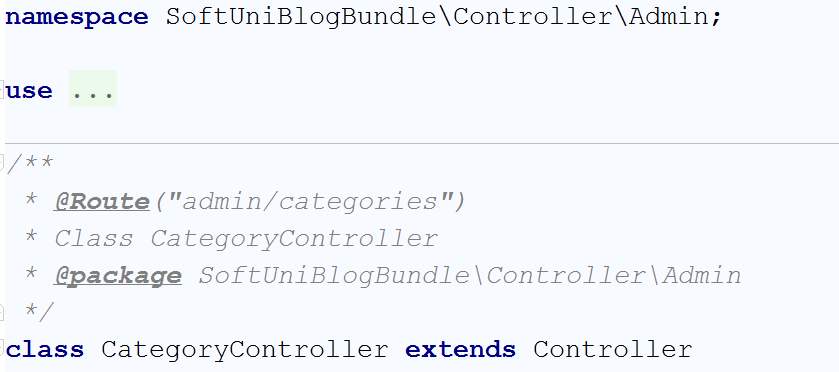 namespace SoftUniBlogBundle\Controller\Admin;
use ...
/**
* @Route("admin/categories")
* Class CategoryController
* @package SoftUniBlogBundle\Controller\Admin
*/
class CategoryController extends Controller